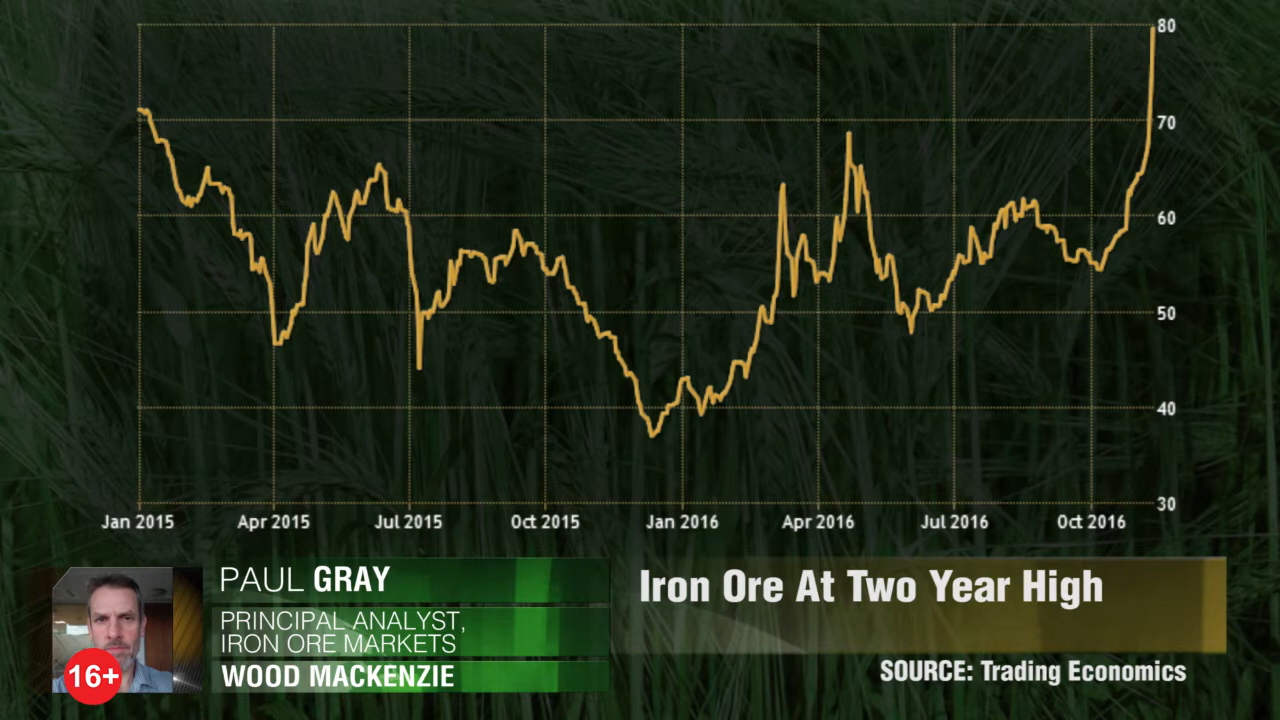 80
70
60
50
40
30
Jan 2015 Apr 2015 Jul 2015 Oct 2015 Jan 2016 Apr 2016 Jul 2016 Oct 2016
PAUL GRAY
PRINCIPAL ANALYST,
IRON ORE MARKETS
WOOD MACKENZIE
16+
Iron Ore At Two Year High
SOURCE: Trading Economics